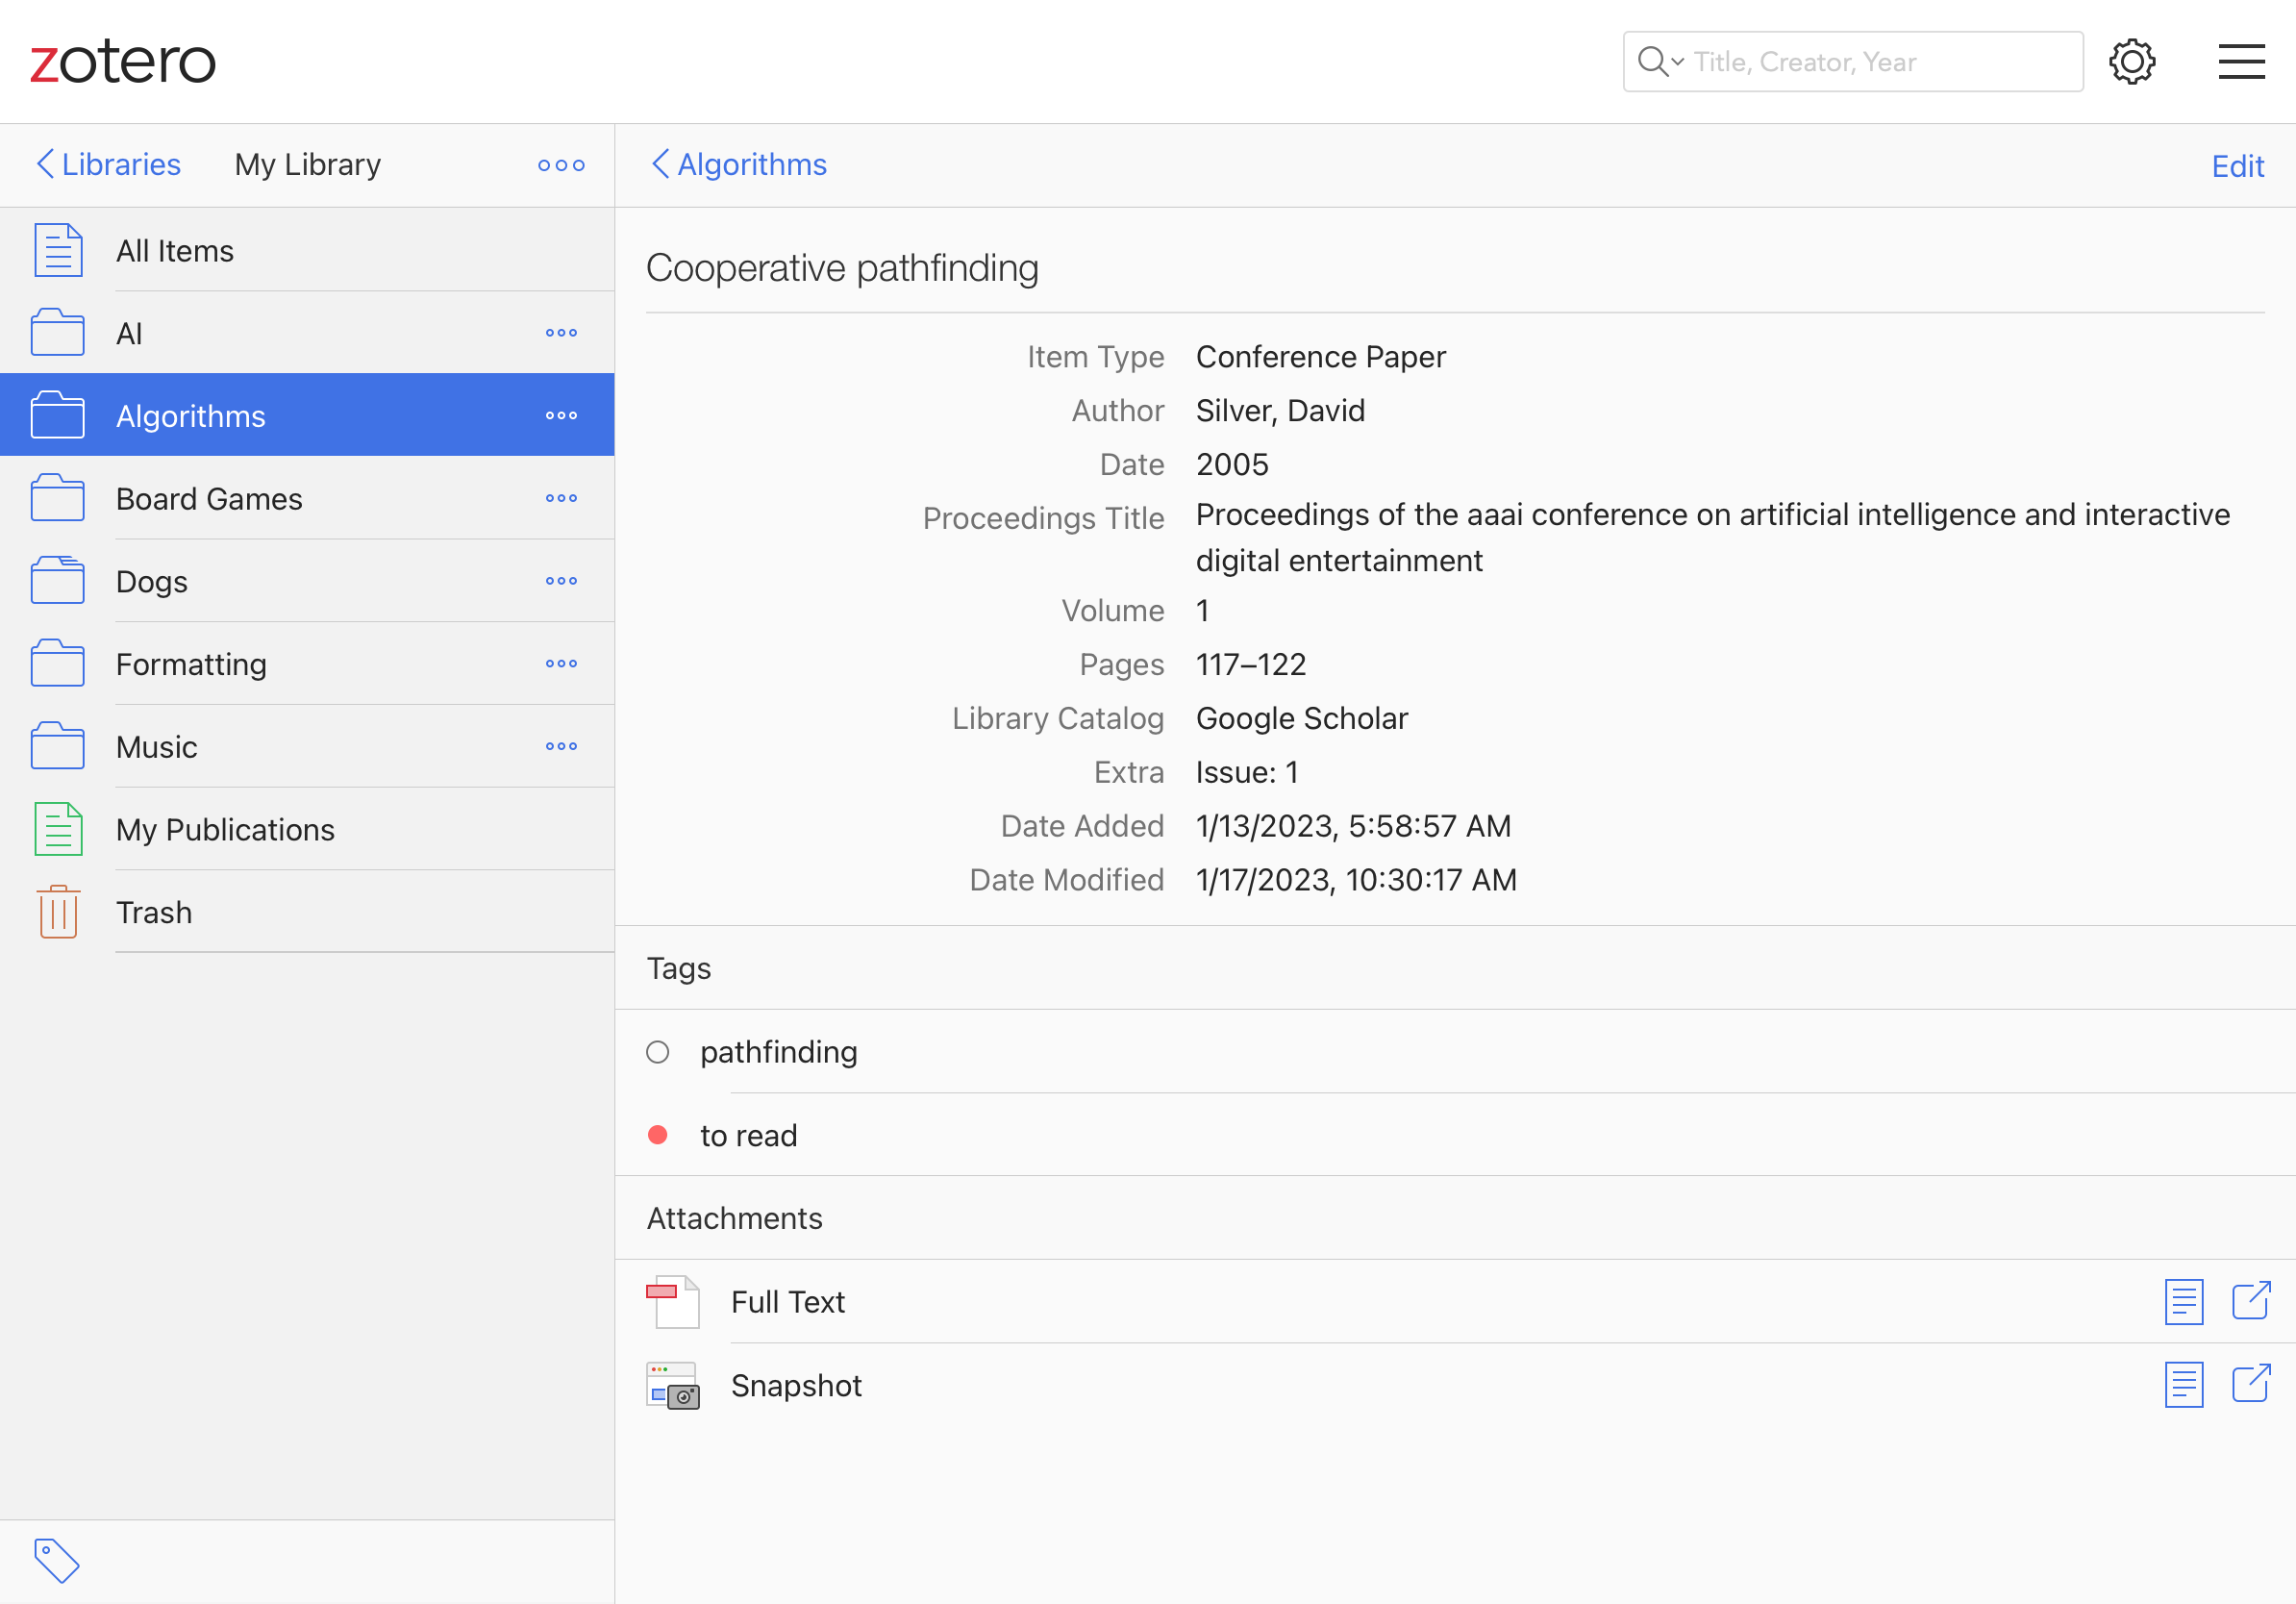 zotero
Title, Creator, Year
Libraries
My Library
All Items
AI
Algorithms
Board Games
Dogs
Formatting
Music
My Publications
Trash
Algorithms
Edit
Cooperative pathfinding
Item Type Conference Paper
Author Silver, David
Date 2005
Proceedings Title Proceedings of the aaai conference on artificial intelligence and interactive
digital entertainment
Volume 1
Pages 117–122
Library Catalog Google Scholar
Extra Issue: 1
Date Added 1/13/2023, 5:58:57 AM
Date Modified 1/17/2023, 10:30:17 AM
Tags
pathfinding
to read
Attachments
Full Text
Snapshot